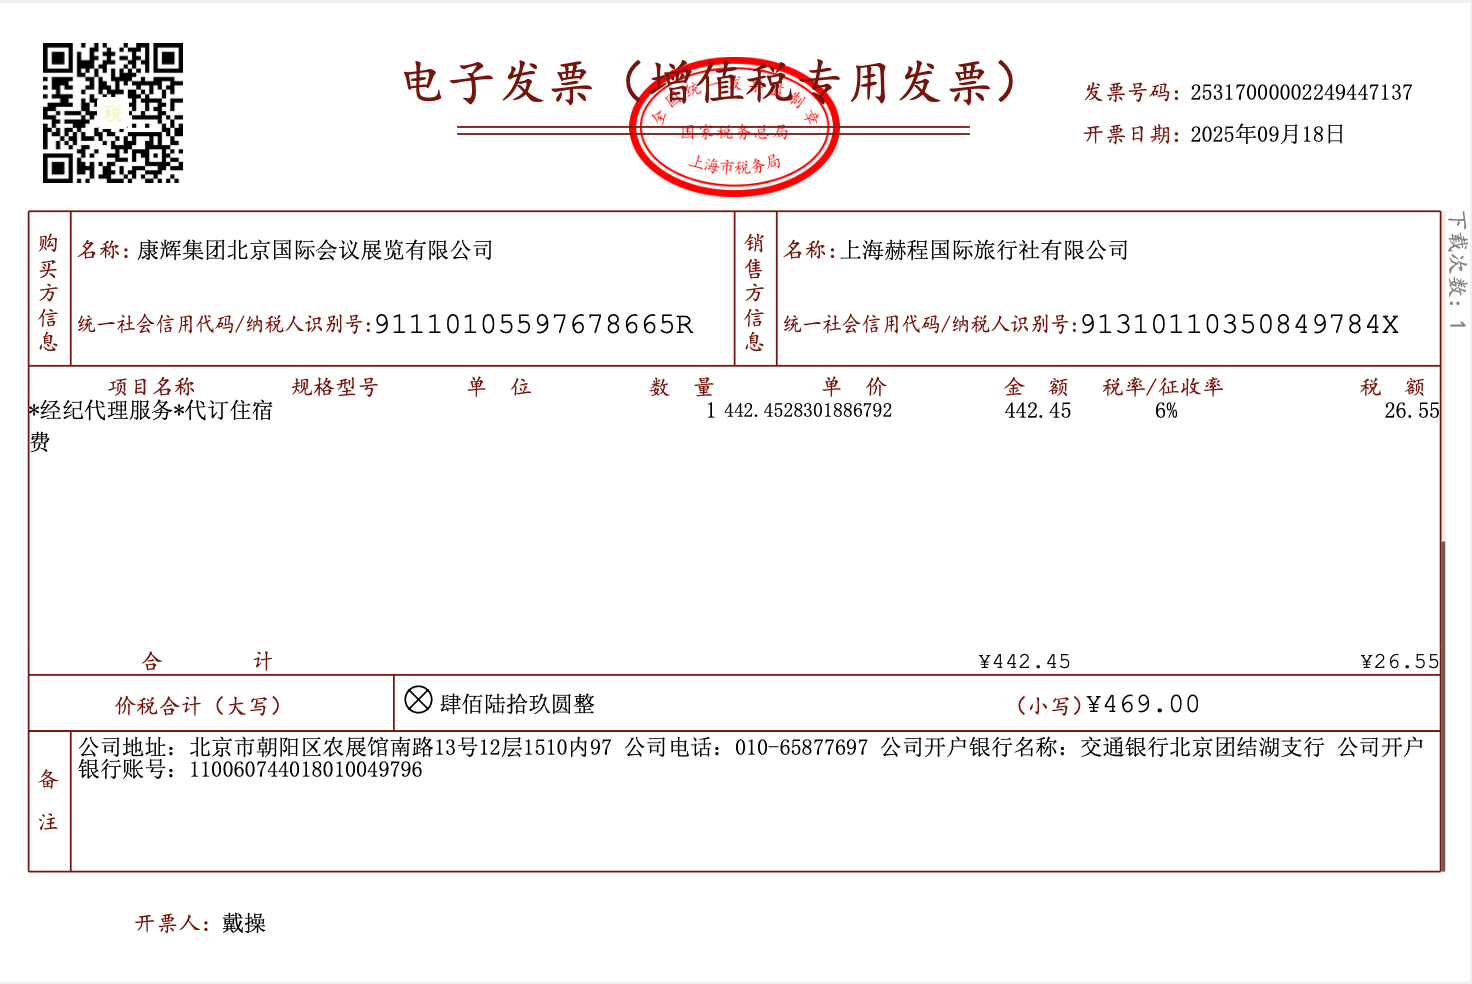 电子发票（增值税专用发票）
全国统一发票监制章
国家税务总局
上海市税务局
税
发票号码：25317000002249447137
开票日期：2025年09月18日
购买方信息
名称：康辉集团北京国际会议展览有限公司
统一社会信用代码/纳税人识别号：91110105597678665R
销售方信息
名称：上海赫程国际旅行社有限公司
统一社会信用代码/纳税人识别号：91310110350849784X
下载次数：1
项目名称 规格型号 单 位 数 量 单 价 金 额 税率/征收率 税 额
*经纪代理服务*代订住宿 1 442.4528301886792 442.45 6% 26.55
费
合 计 ¥442.45 ¥26.55
价税合计（大写） 肆佰陆拾玖圆整 （小写）¥469.00
备注
公司地址：北京市朝阳区农展馆南路13号12层1510内97 公司电话：010-65877697 公司开户银行名称：交通银行北京团结湖支行 公司开户
银行账号：110060744018010049796
开票人：戴操